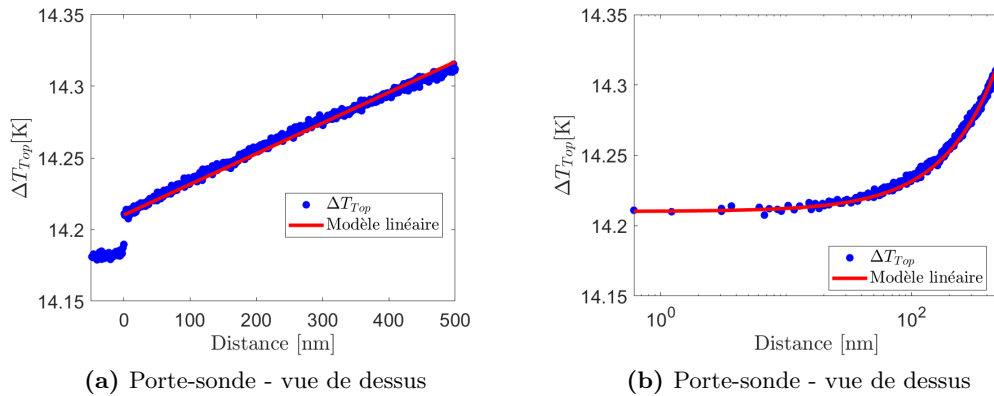 14.35
14.3
14.25
14.2
14.15
ΔT_Top[K]
0 100 200 300 400 500
Distance [nm]
ΔT_Top
Modèle linéaire
(a) Porte-sonde - vue de dessus
14.35
14.3
14.25
14.2
14.15
ΔT_Top[K]
10^0 10^2
Distance [nm]
ΔT_Top
Modèle linéaire
(b) Porte-sonde - vue de dessus